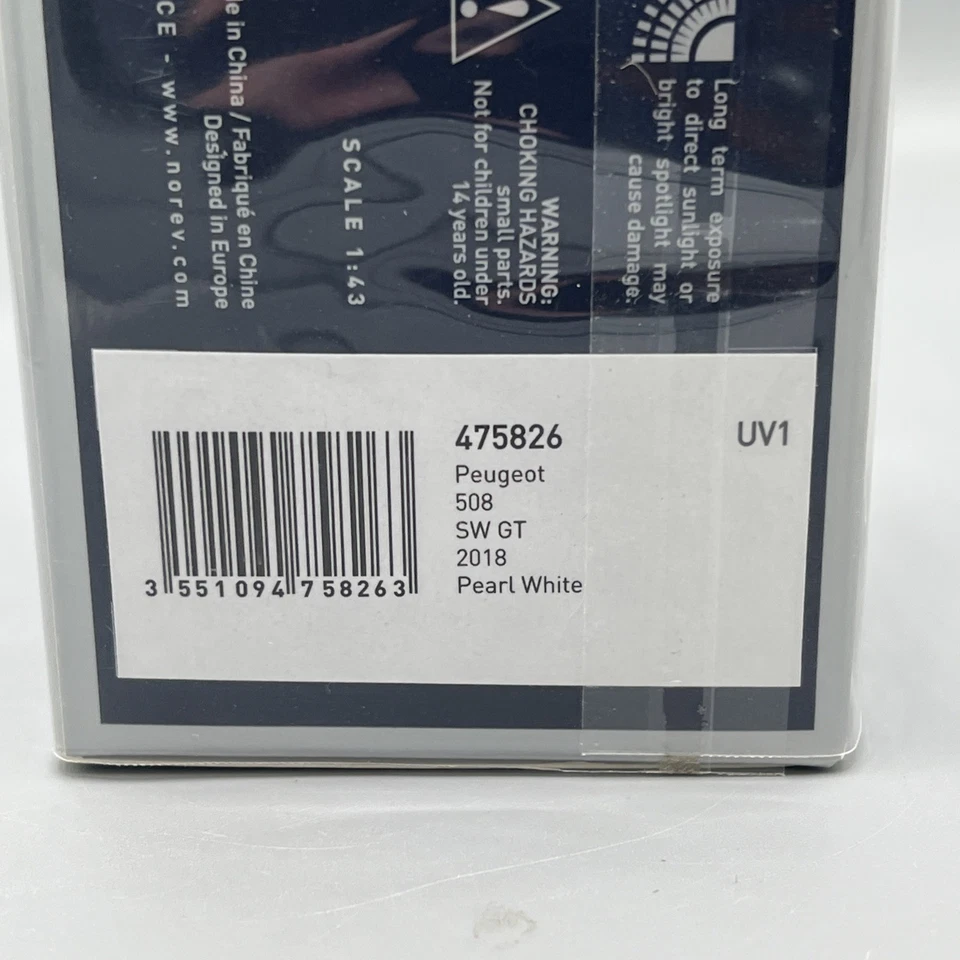 475826
UV1
Peugeot
508
SW GT
2018
Pearl White
3 551094 758263
Long term exposure
to direct sunlight or
bright spotlight may
cause damage.
WARNING:
CHOKING HAZARDS
small parts.
Not for children under
14 years old.
SCALE 1:43
in China / Fabriqué en Chine
Designed in Europe
- www.norev.com